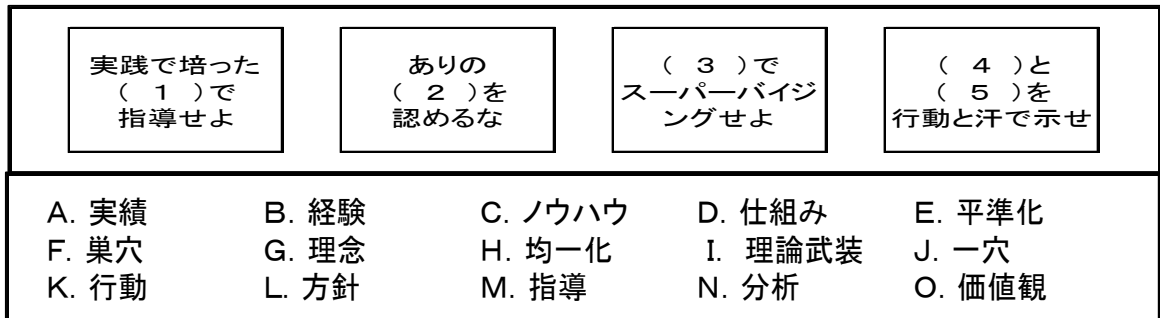 実践で培った
( 1 )で
指導せよ
ありの
( 2 )を
認めるな
( 3 )で
スーパーバイジ
ングせよ
( 4 )と
( 5 )を
行動と汗で示せ
A. 実績 B. 経験 C. ノウハウ D. 仕組み E. 平準化
F. 巣穴 G. 理念 H. 均一化 I. 理論武装 J. 一穴
K. 行動 L. 方針 M. 指導 N. 分析 O. 価値観